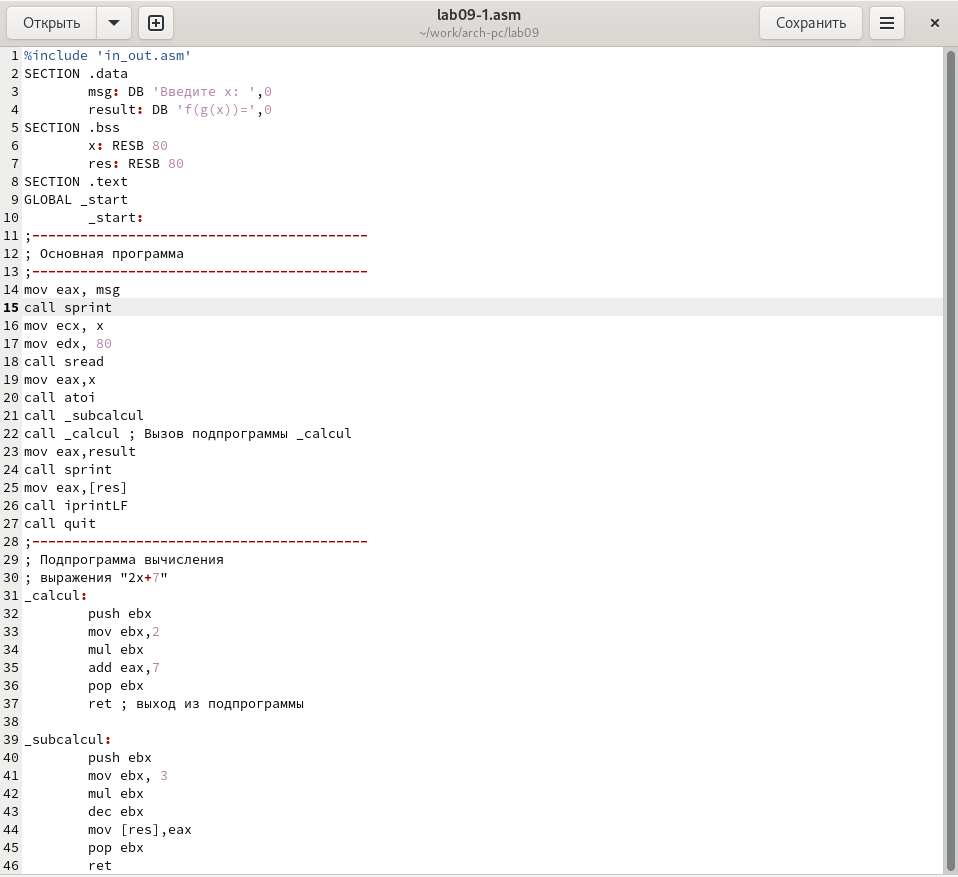 Открыть
lab09-1.asm
~/work/arch-pc/lab09
Сохранить
1 %include 'in_out.asm'
2 SECTION .data
3 msg: DB 'Введите x: ',0
4 result: DB 'f(g(x))=',0
5 SECTION .bss
6 x: RESB 80
7 res: RESB 80
8 SECTION .text
9 GLOBAL _start
10 _start:
11 ;------------------------------------------
12 ; Основная программа
13 ;------------------------------------------
14 mov eax, msg
15 call sprint
16 mov ecx, x
17 mov edx, 80
18 call sread
19 mov eax,x
20 call atoi
21 call _subcalcul
22 call _calcul ; Вызов подпрограммы _calcul
23 mov eax,result
24 call sprint
25 mov eax,[res]
26 call iprintLF
27 call quit
28 ;------------------------------------------
29 ; Подпрограмма вычисления
30 ; выражения "2x+7"
31 _calcul:
32 push ebx
33 mov ebx,2
34 mul ebx
35 add eax,7
36 pop ebx
37 ret ; выход из подпрограммы
38
39 _subcalcul:
40 push ebx
41 mov ebx, 3
42 mul ebx
43 dec ebx
44 mov [res],eax
45 pop ebx
46 ret